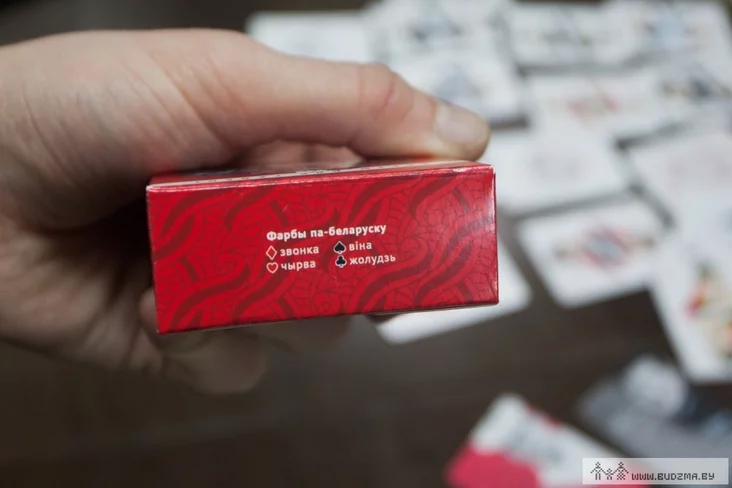 Фарбы па-беларуску
♦ звонка ♠ віна
♥ чырва ♣ жолудзь
WWW.BUDZMA.BY